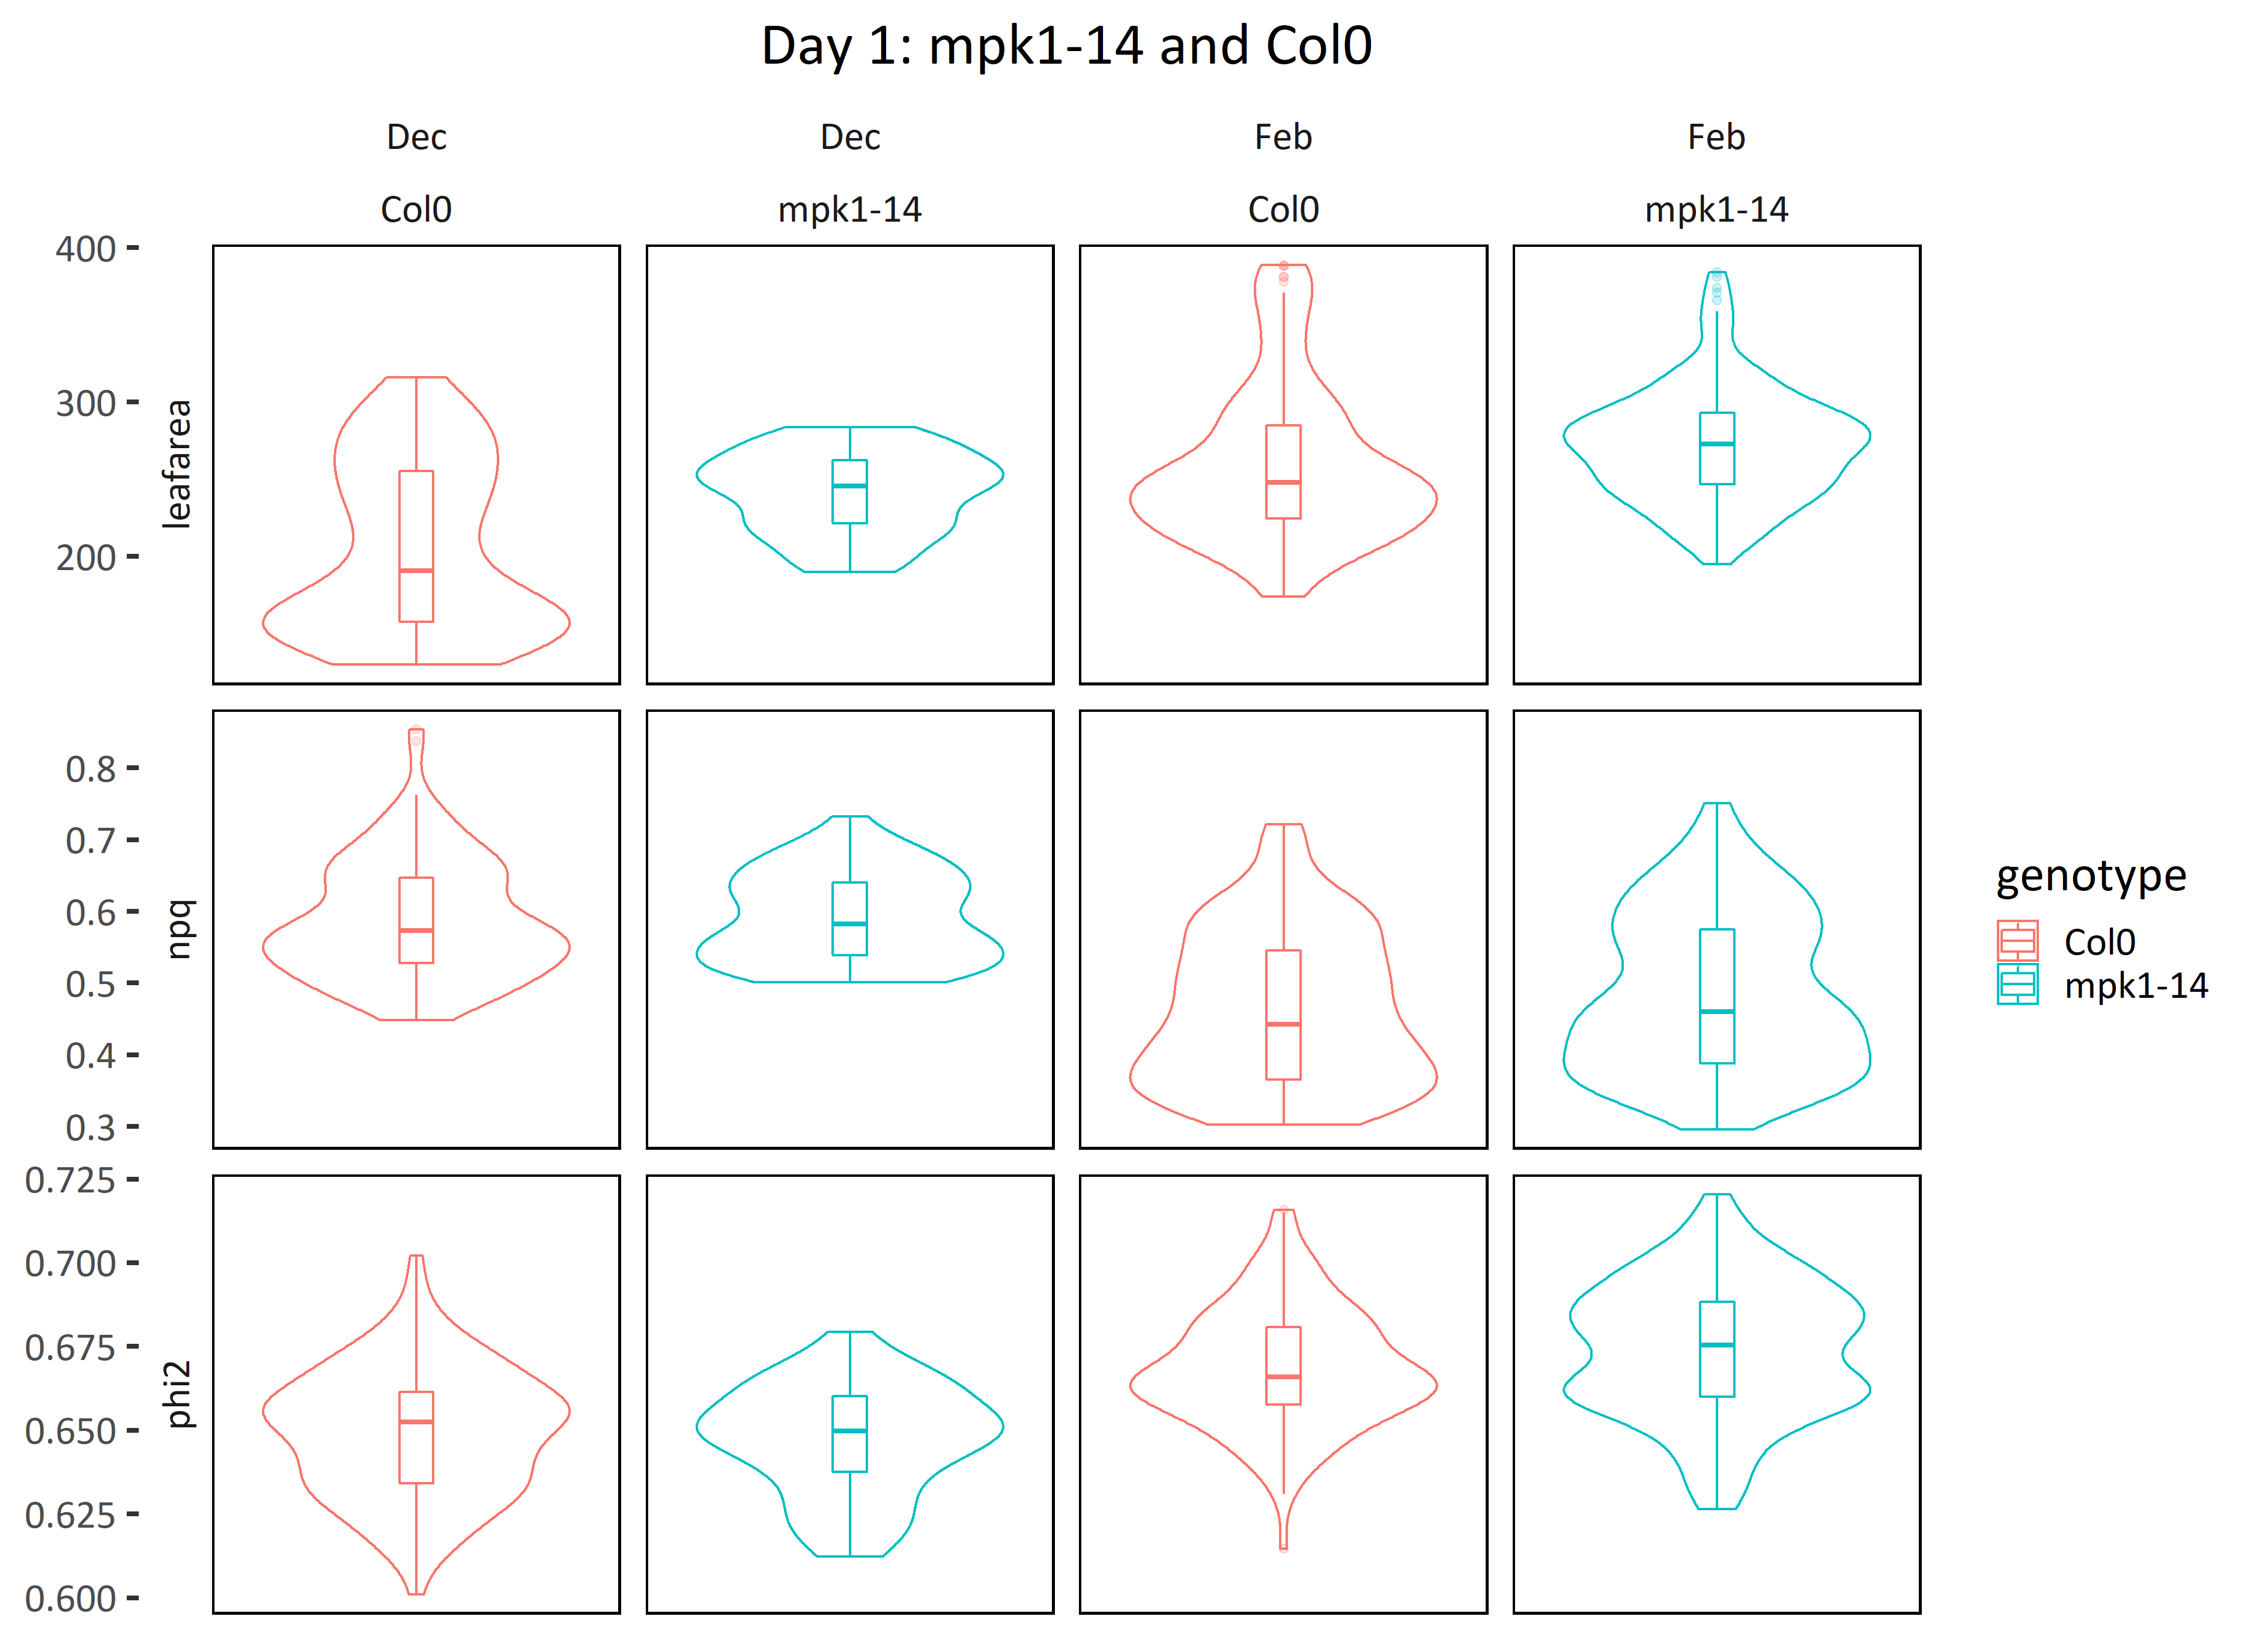 Day 1: mpk1-14 and Col0
Dec
Dec
Feb
Feb
Col0
mpk1-14
Col0
mpk1-14
400
300
200
leafarea
0.8
0.7
0.6
0.5
0.4
0.3
npq
0.725
0.700
0.675
0.650
0.625
0.600
phi2
genotype
Col0
mpk1-14